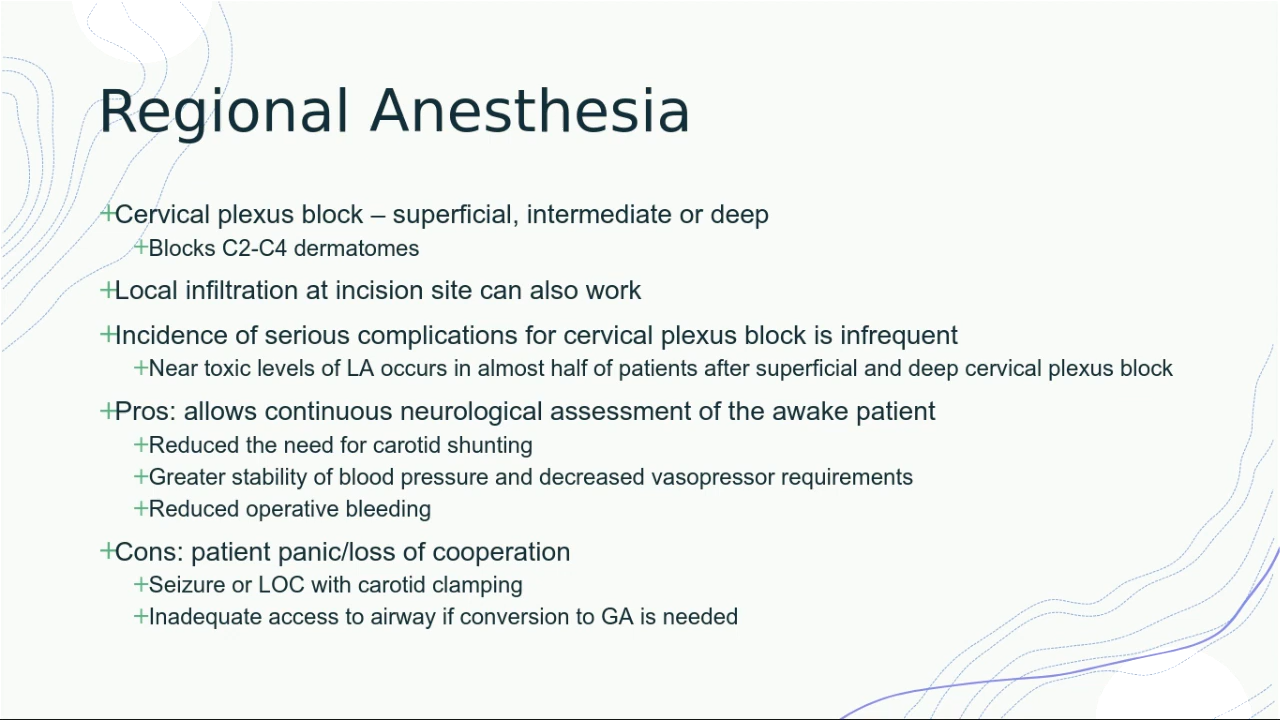 Regional Anesthesia
+Cervical plexus block – superficial, intermediate or deep
+Blocks C2-C4 dermatomes
+Local infiltration at incision site can also work
+Incidence of serious complications for cervical plexus block is infrequent
+Near toxic levels of LA occurs in almost half of patients after superficial and deep cervical plexus block
+Pros: allows continuous neurological assessment of the awake patient
+Reduced the need for carotid shunting
+Greater stability of blood pressure and decreased vasopressor requirements
+Reduced operative bleeding
+Cons: patient panic/loss of cooperation
+Seizure or LOC with carotid clamping
+Inadequate access to airway if conversion to GA is needed